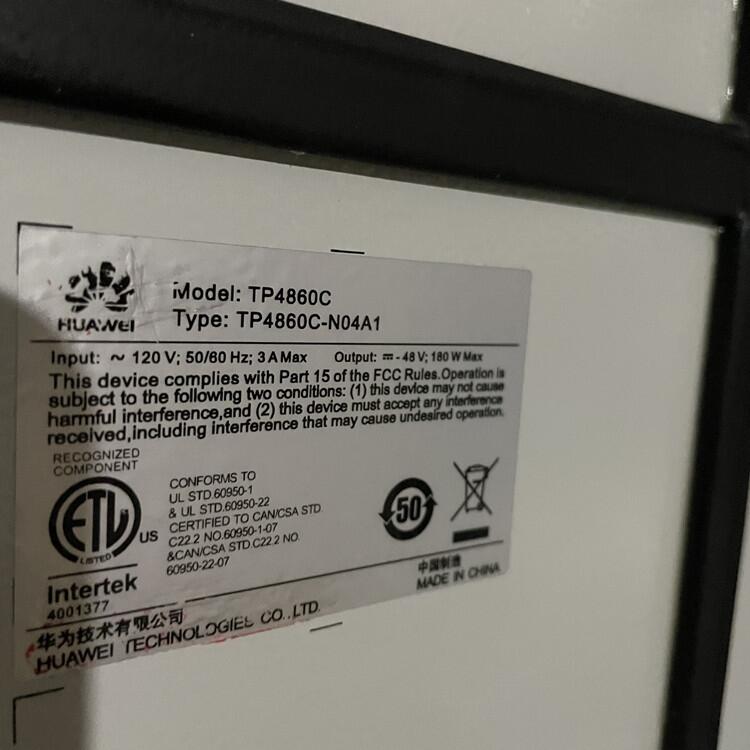 HUAWEI
Model: TP4860C
Type: TP4860C-N04A1
Input: ~ 120 V; 50/60 Hz; 3 A Max Output: ⎓ - 48 V; 180 W Max
This device complies with Part 15 of the FCC Rules.Operation is
subject to the following two conditions: (1) this device may not cause
harmful interference,and (2) this device must accept any interference
received,including interference that may cause undesired operation.
RECOGNIZED
COMPONENT
ETL
LISTED
US
CONFORMS TO
UL STD.60950-1
& UL STD.60950-22
CERTIFIED TO CAN/CSA STD.
C22.2 NO.60950-1-07
&CAN/CSA STD.C22.2 NO.
60950-22-07
50
Intertek
4001377
中国制造
MADE IN CHINA
华为技术有限公司
HUAWEI TECHNOLOGIES CO.,LTD.